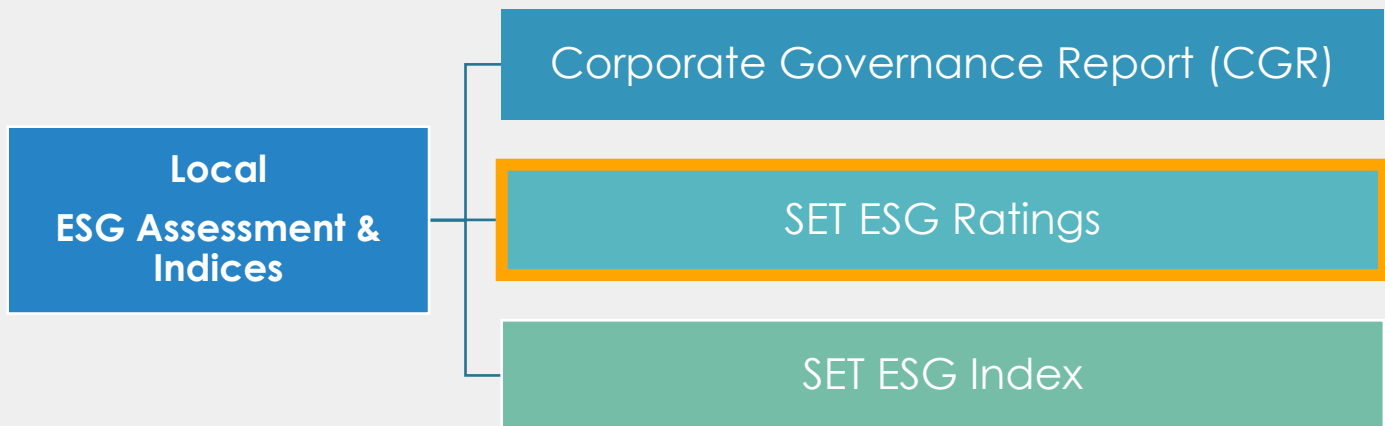 Local
ESG Assessment &
Indices
Corporate Governance Report (CGR)
SET ESG Ratings
SET ESG Index